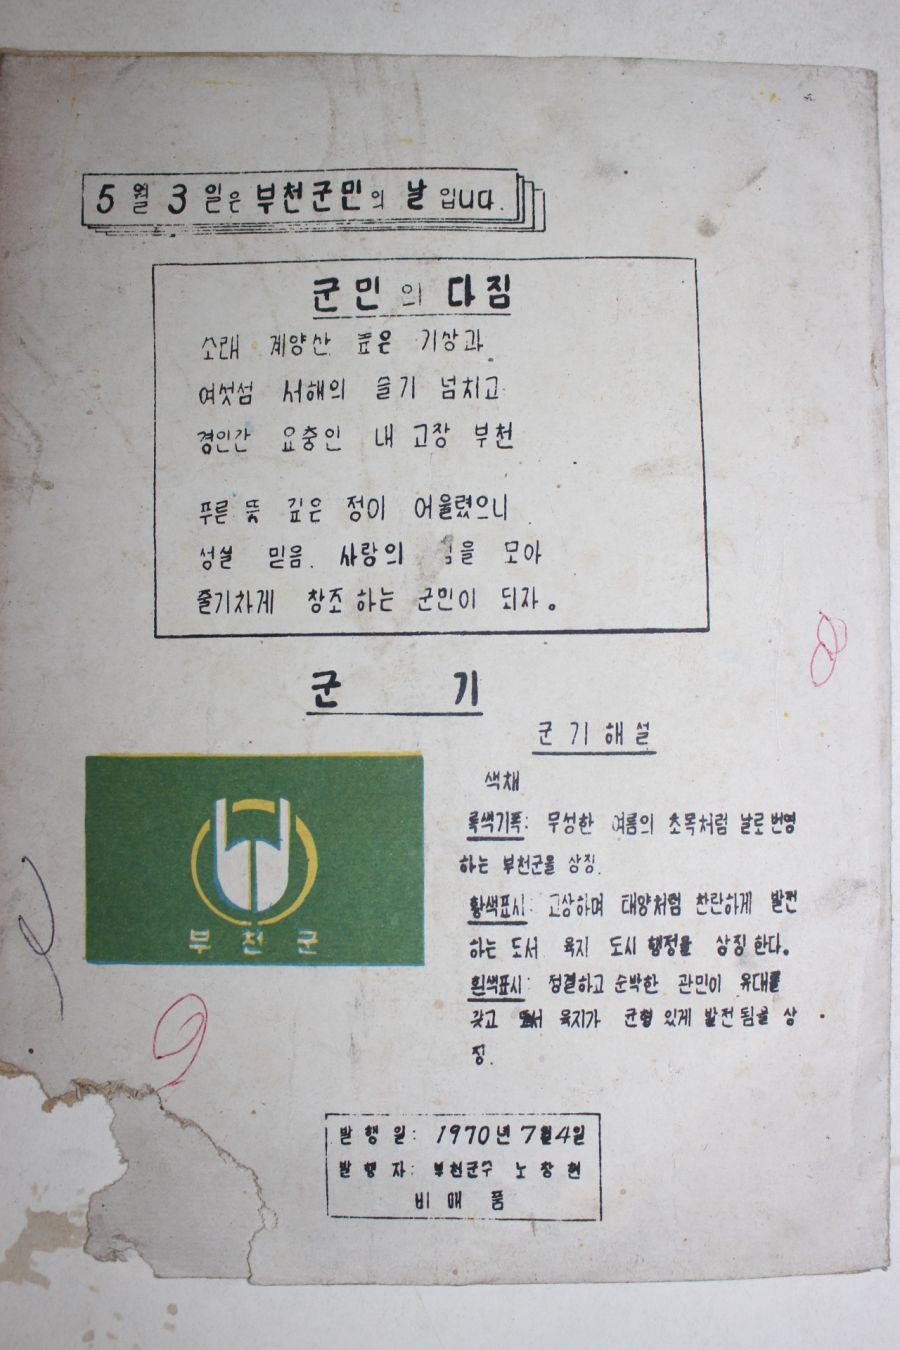 5월 3일은 부천군민의 날 입니다.
군민의 다짐
소래 계양산 높은 기상과
여섯섬 서해의 슬기 넘치고
경인간 요충인 내 고장 부천
푸른 뜻 깊은 정이 어울렸으니
성실 믿음 사랑의 을 모아
줄기차게 창조 하는 군민이 되자.
군 기
군기해설
색채
록색기폭: 무성한 여름의 초목처럼 날로 번영
하는 부천군을 상징.
황색표시: 고상하며 태양처럼 찬란하게 발전
하는 도서 육지 도시 행정을 상징 한다.
흰색표시: 정결하고 순박한 관민이 유대를
갖고 도서 육지가 균형 있게 발전됨을 상
징.
부천군
발행일: 1970년 7월 4일
발행자: 부천군수 노창현
비매품